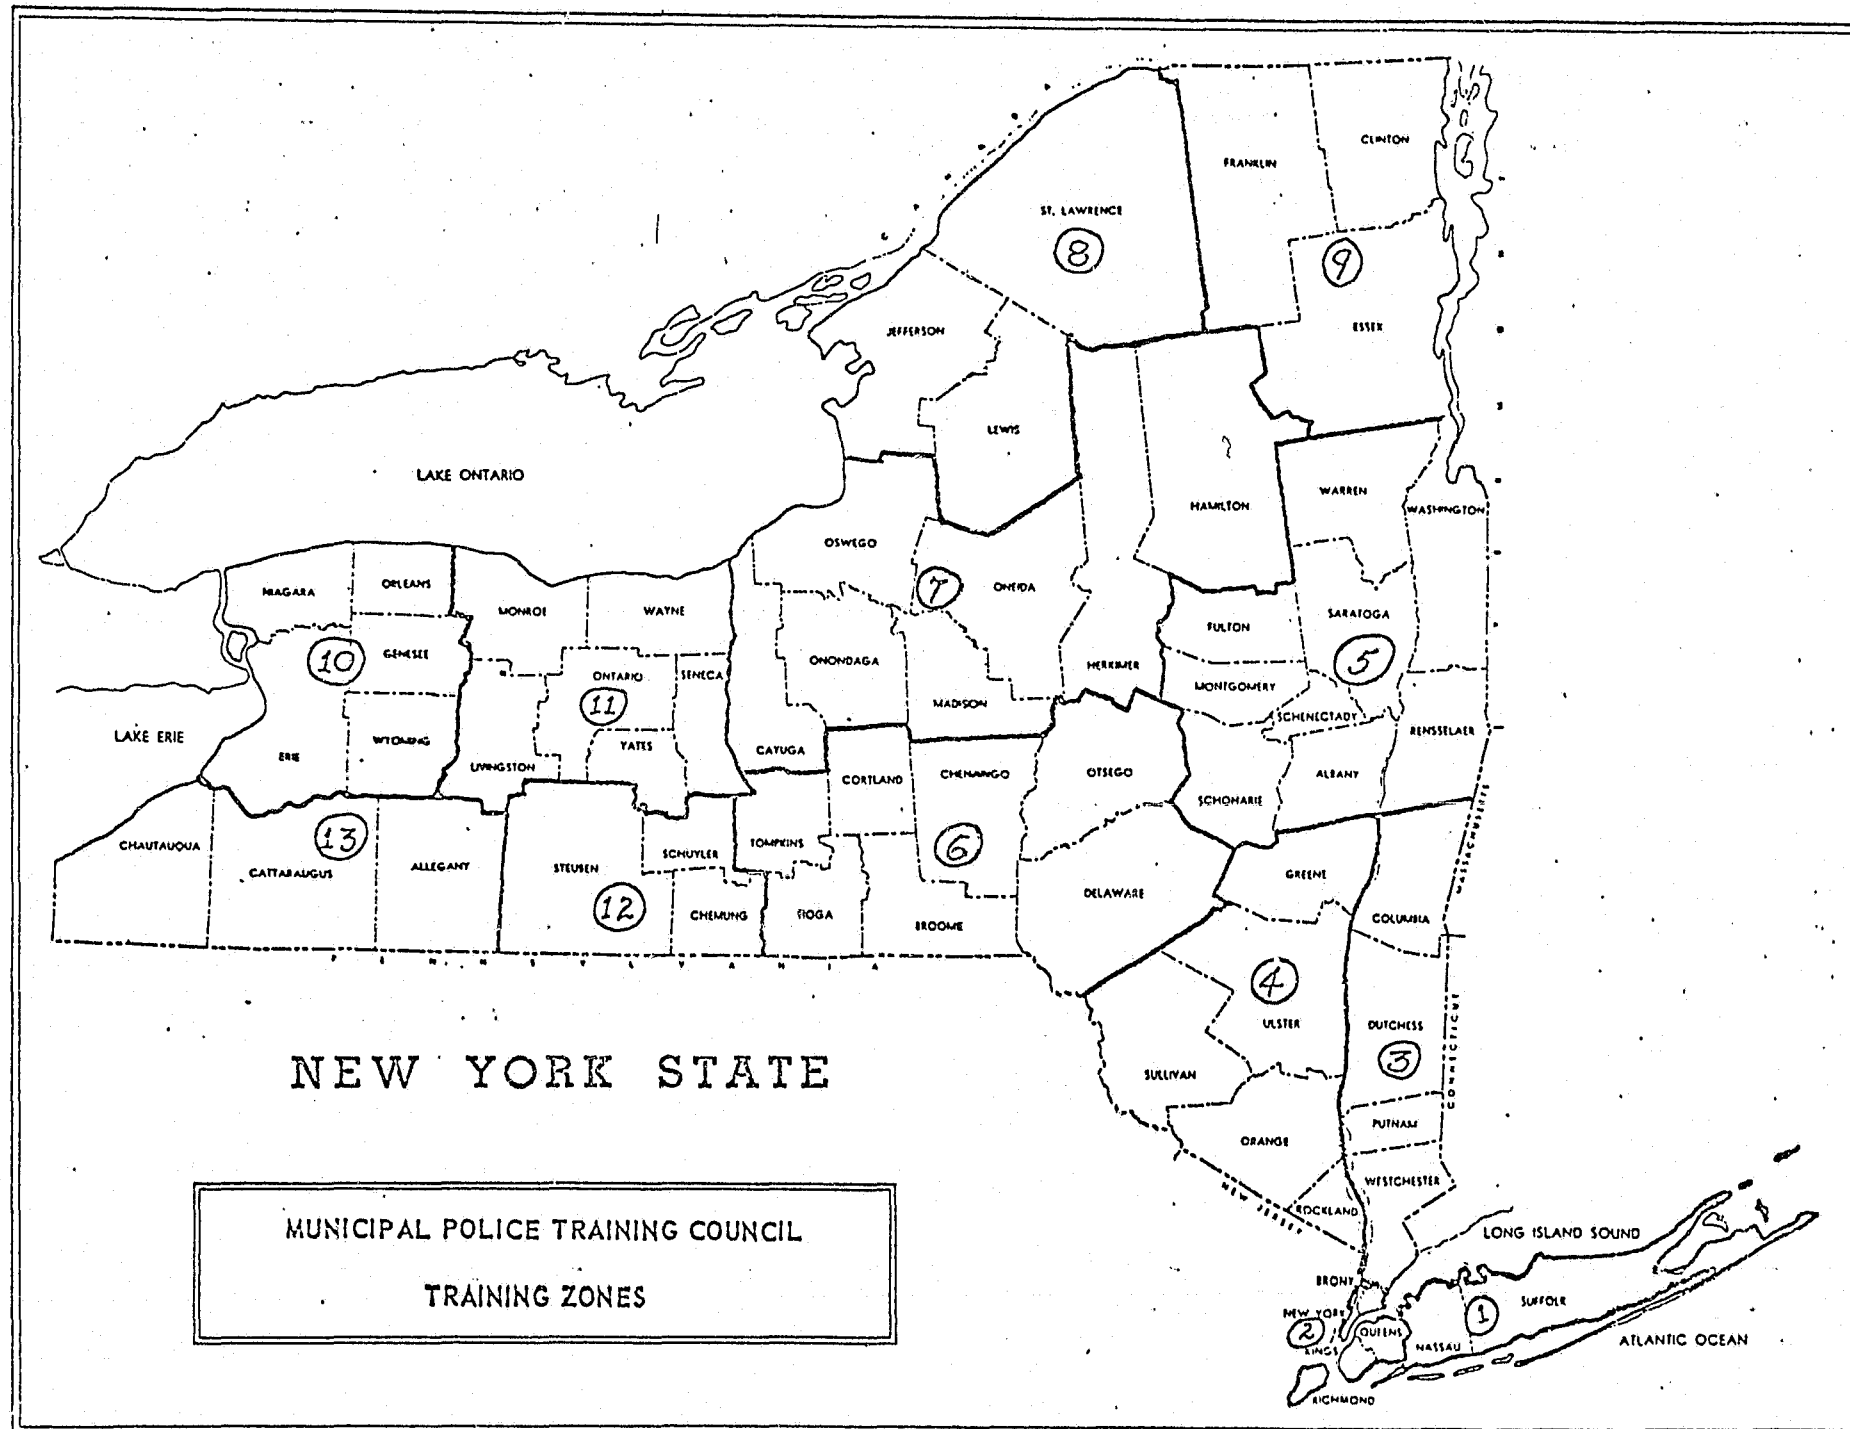 CLINTON
FRANKLIN
ST. LAWRENCE
8
9
JEFFERSON
ESSEX
LEWIS
LAKE ONTARIO
WARREN
HAMILTON
WASHINGTON
OSWEGO
NIAGARA
ORLEANS
MONROE
WAYNE
7
ONEIDA
FULTON
SARATOGA
10
GENESEE
ONTARIO
SENECA
ONONDAGA
HERKIMER
5
11
MONTGOMERY
MADISON
SCHENECTADY
LAKE ERIE
ERIE
WYOMING
YATES
CAYUGA
RENSSELAER
LIVINGSTON
CORTLAND
CHENANGO
OTSEGO
ALBANY
SCHOHARIE
MASSACHUSETTS
CHAUTAUQUA
13
CATTARAUGUS
ALLEGANY
STEUBEN
SCHUYLER
TOMPKINS
6
GREENE
12
CHEMUNG
TIOGA
BROOME
DELAWARE
COLUMBIA
PENNSYLVANIA
4
ULSTER
DUTCHESS
3
CONNECTICUT
NEW YORK STATE
SULLIVAN
ORANGE
PUTNAM
WESTCHESTER
NEW JERSEY
ROCKLAND
MUNICIPAL POLICE TRAINING COUNCIL
TRAINING ZONES
LONG ISLAND SOUND
BRONX
NEW YORK
2
QUEENS
KINGS
NASSAU
1
SUFFOLK
ATLANTIC OCEAN
RICHMOND